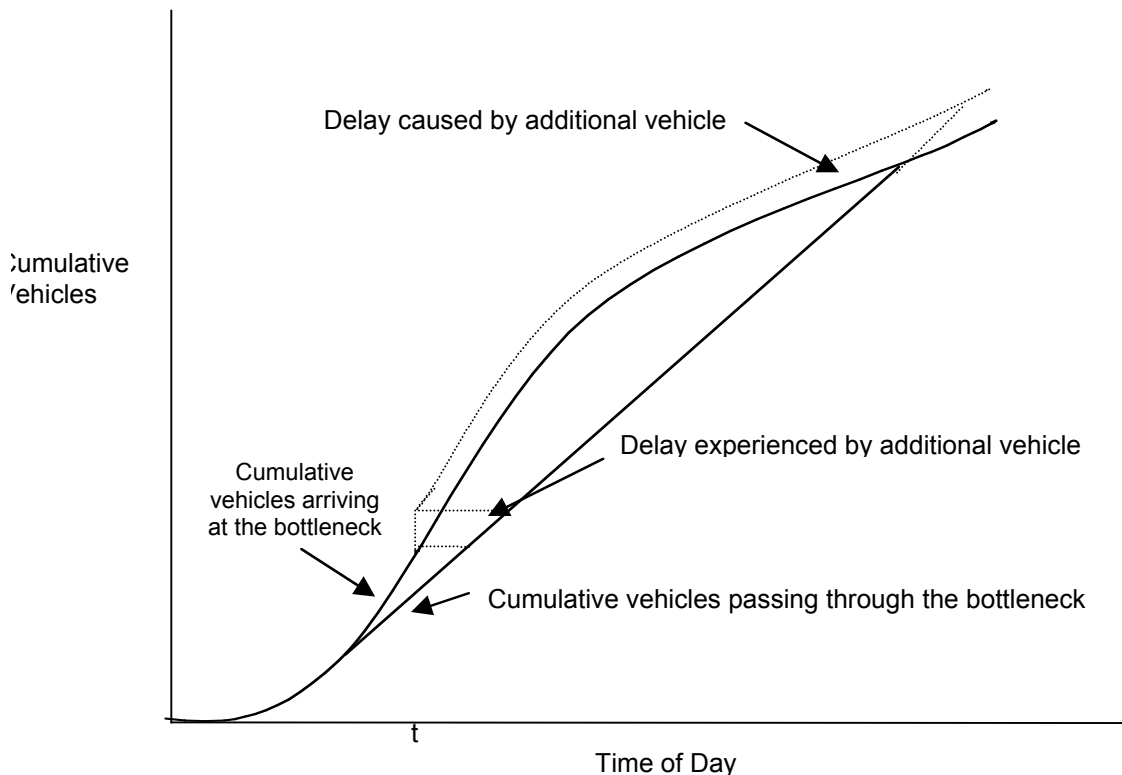 Delay caused by additional vehicle
Cumulative
Vehicles
Delay experienced by additional vehicle
Cumulative
vehicles arriving
at the bottleneck
Cumulative vehicles passing through the bottleneck
t
Time of Day